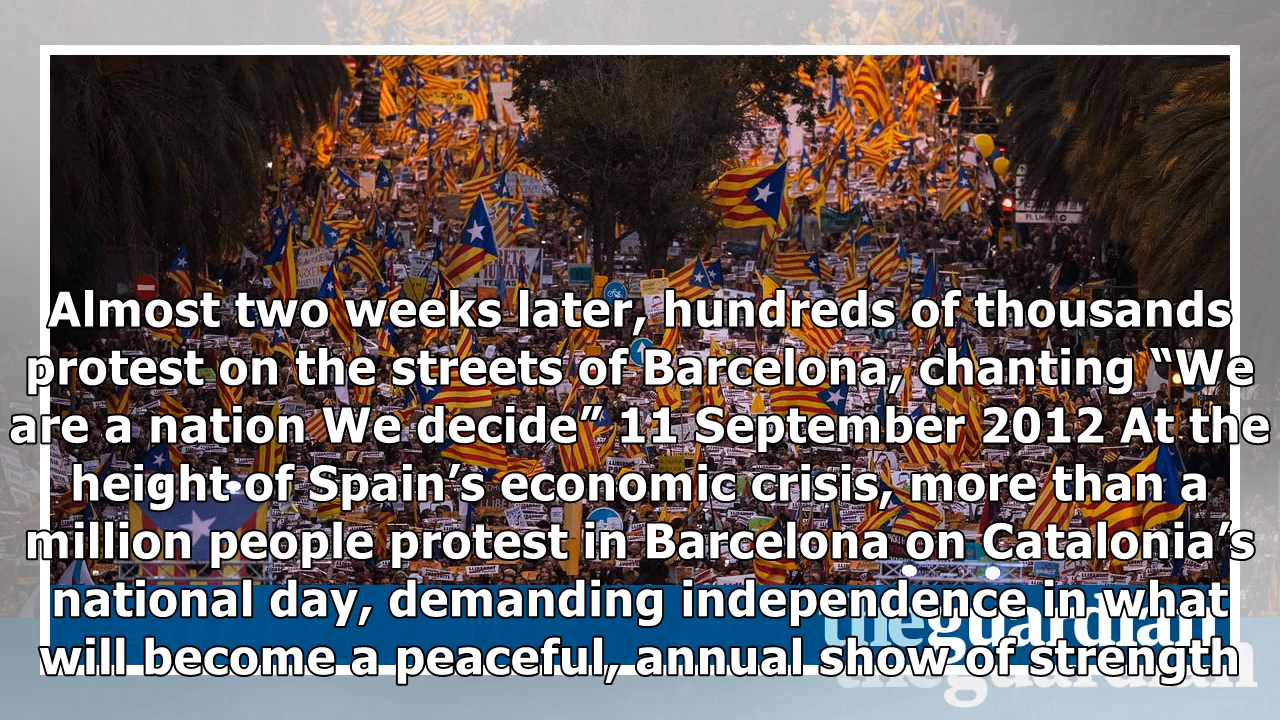 Almost two weeks later, hundreds of thousands
protest on the streets of Barcelona, chanting “We
are a nation We decide” 11 September 2012 At the
height of Spain’s economic crisis, more than a
million people protest in Barcelona on Catalonia’s
national day, demanding independence in what
will become a peaceful, annual show of strength
theguardian
theguardian